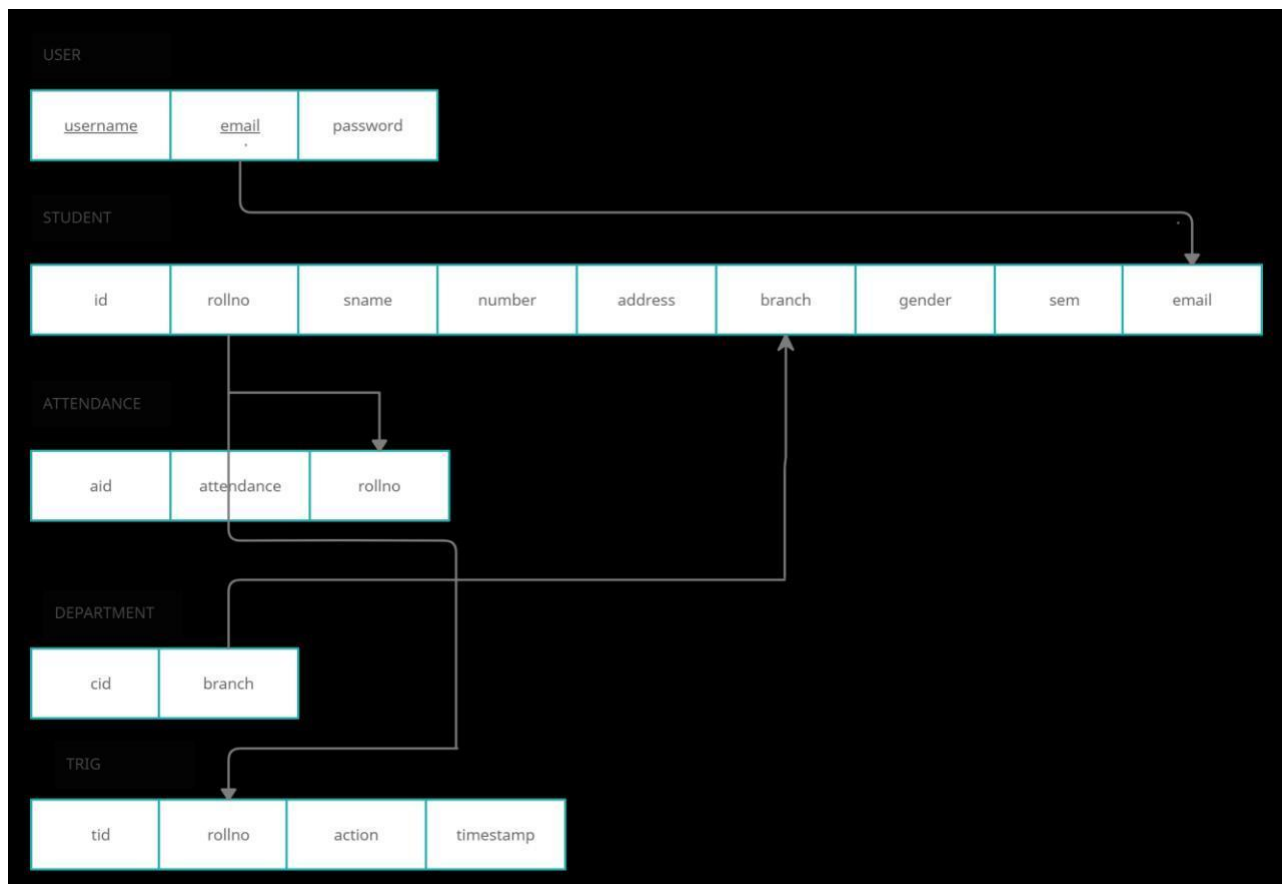 USER
username email password
STUDENT
id rollno sname number address branch gender sem email
ATTENDANCE
aid attendance rollno
DEPARTMENT
cid branch
TRIG
tid rollno action timestamp